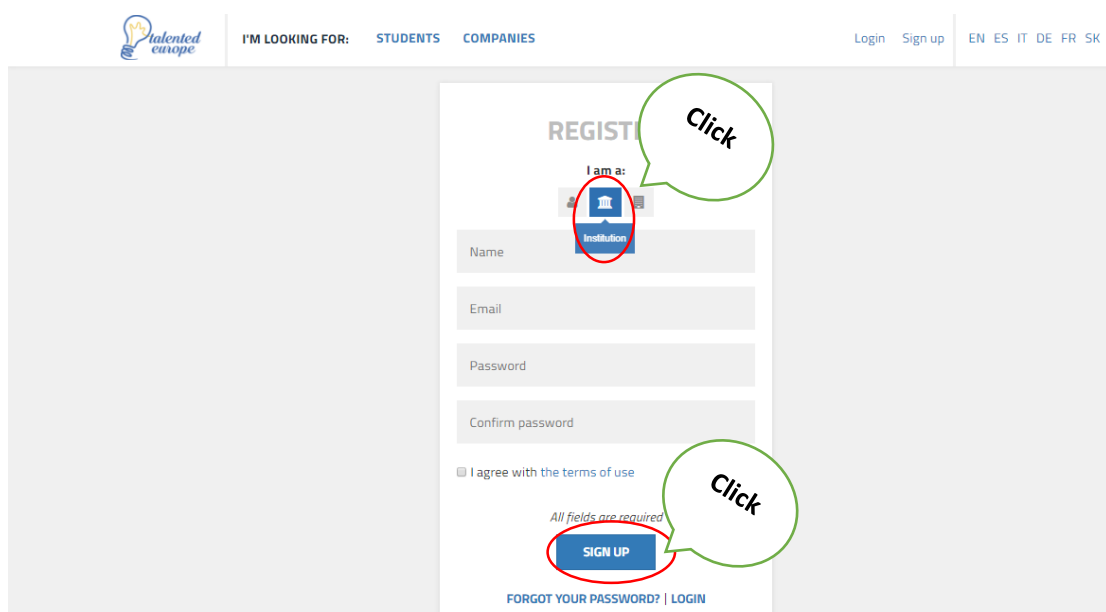 talented
europe
I'M LOOKING FOR: STUDENTS COMPANIES Login Sign up EN ES IT DE FR SK
REGIST
Click
I am a:
Institution
Name
Email
Password
Confirm password
I agree with the terms of use
Click
All fields are required
SIGN UP
FORGOT YOUR PASSWORD? | LOGIN